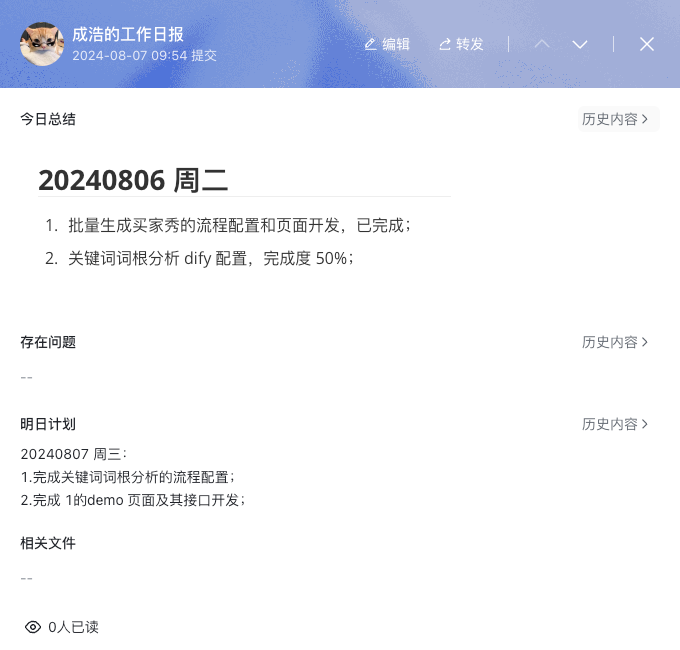 成浩的工作日报
2024-08-07 09:54 提交
编辑
转发
今日总结
历史内容
20240806 周二
1. 批量生成买家秀的流程配置和页面开发，已完成；
2. 关键词词根分析 dify 配置，完成度 50%；
存在问题
历史内容
--
明日计划
历史内容
20240807 周三：
1.完成关键词词根分析的流程配置；
2.完成 1的demo 页面及其接口开发；
相关文件
--
0人已读